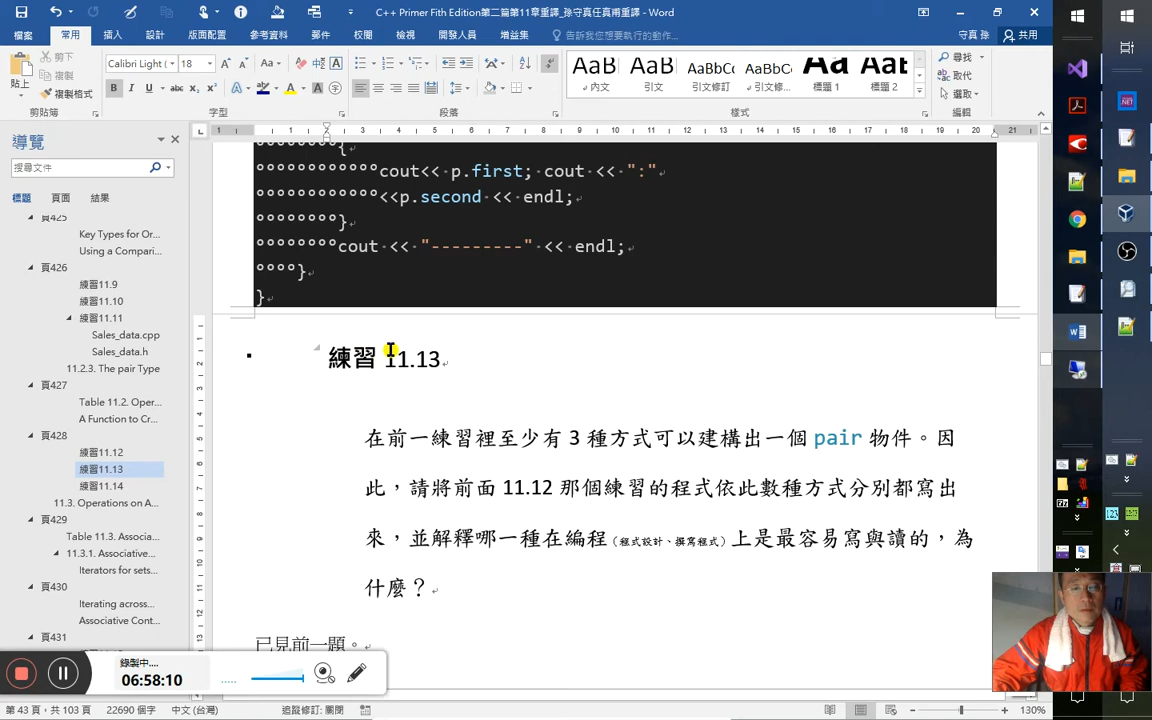 C++ Primer Fith Edition第二篇第11章重譯_孫守真任真甫重譯 - Word
檔案 常用 插入 設計 版面配置 參考資料 郵件 校閱 檢視 開發人員 增益集 告訴我您想要執行的動作... 守真 孫 共用
貼上 剪下 複製 複製格式 剪貼簿
Calibri Light ( 18 字型
段落
AaB 內文 AaB 引文 AaBbC 引文修訂 AaBbC 引文修. Aa 標題 1 Aab 標題 2 樣式
尋找 取代 選取 編輯
導覽
搜尋文件
標題 頁面 結果
頁425
Key Types for Or...
Using a Compari...
頁426
練習11.9
練習11.10
練習11.11
Sales_data.cpp
Sales_data.h
11.2.3. The pair Type
頁427
Table 11.2. Oper...
A Function to Cr...
頁428
練習11.12
練習11.13
練習11.14
11.3. Operations on A...
頁429
Table 11.3. Associa...
11.3.1. Associative...
Iterators for sets...
頁430
Iterating across...
Associative Cont...
頁431
{
cout<< p.first; cout << ":"
<<p.second << endl;
}
cout << "---------" << endl;
}
}
練習 11.13
在前一練習裡至少有 3 種方式可以建構出一個 pair 物件。因
此，請將前面 11.12 那個練習的程式依此數種方式分別都寫出
來，並解釋哪一種在編程（程式設計、撰寫程式）上是最容易寫與讀的，為
什麼？
已見前一題。
錄製中....
06:58:10
第 43 頁，共 103 頁 22690 個字 中文 (台灣) 追蹤修訂: 關閉 130%